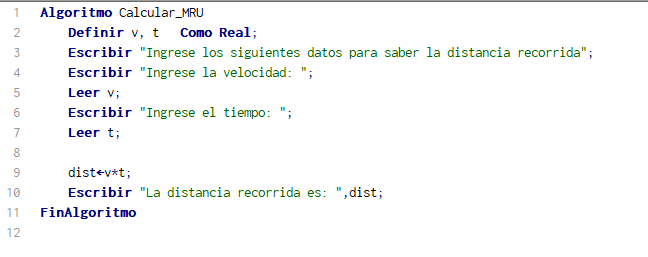 1 Algoritmo Calcular_MRU
2 Definir v, t Como Real;
3 Escribir "Ingrese los siguientes datos para saber la distancia recorrida";
4 Escribir "Ingrese la velocidad: ";
5 Leer v;
6 Escribir "Ingrese el tiempo: ";
7 Leer t;
8
9 dist←v*t;
10 Escribir "La distancia recorrida es: ",dist;
11 FinAlgoritmo
12